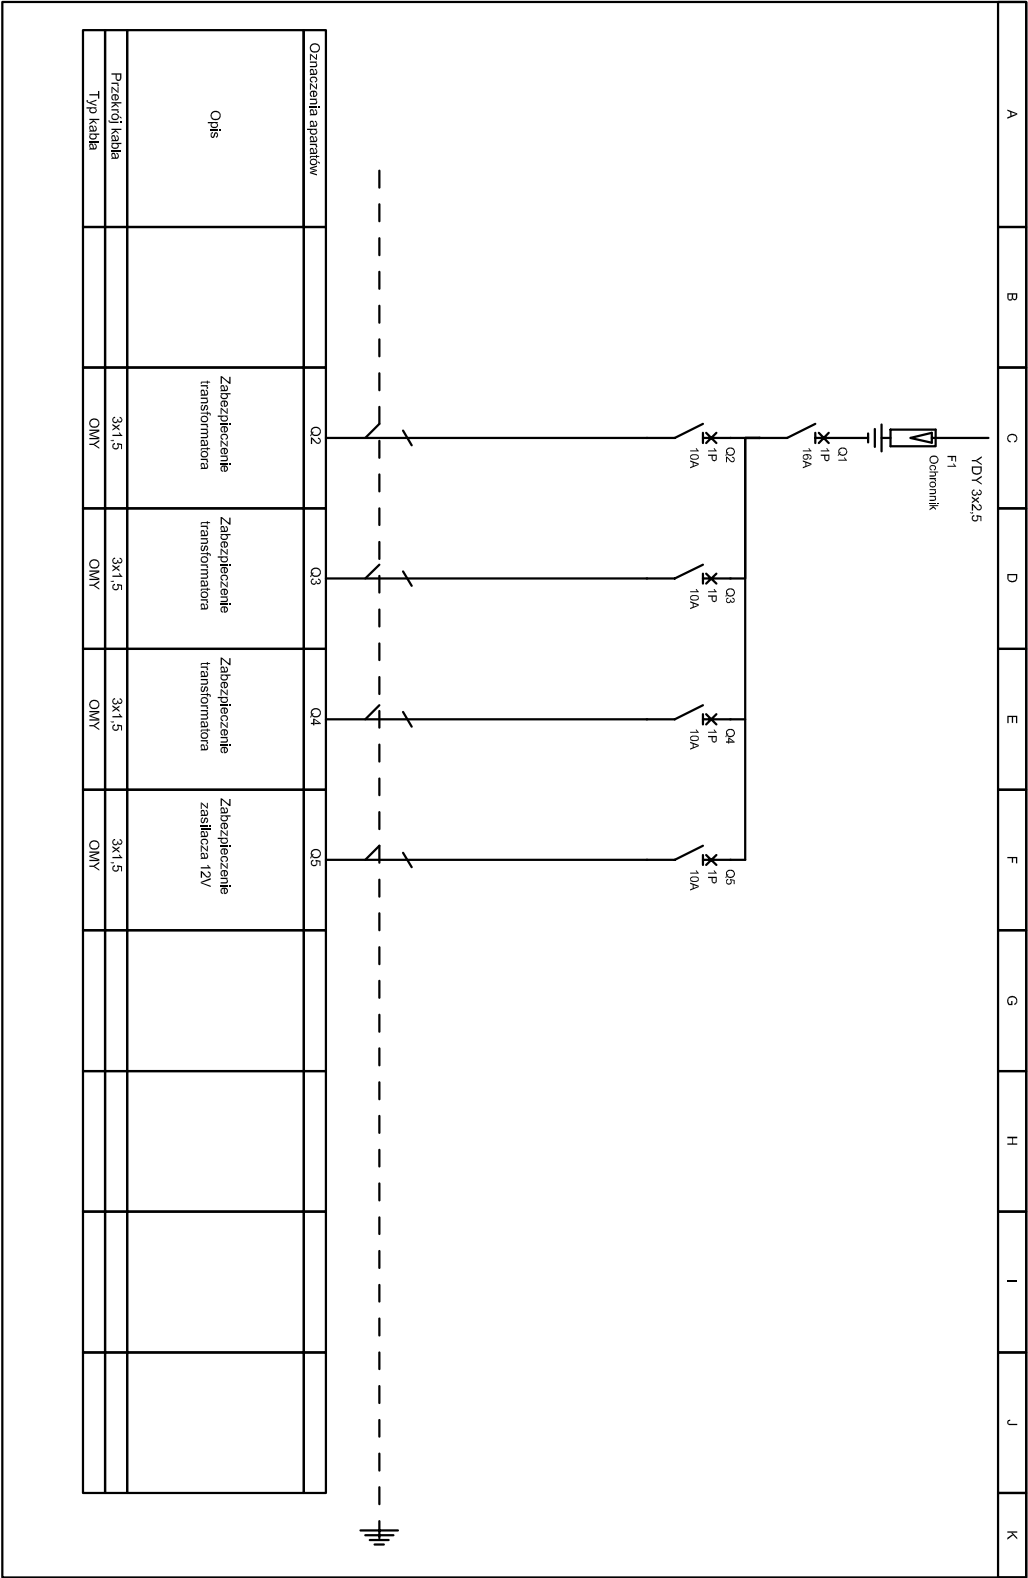 A
B
C
D
E
F
G
H
I
J
K
YDY 3x2,5
F1
Ochronnik
Q1
1P
16A
Q2
1P
10A
Q3
1P
10A
Q4
1P
10A
Q5
1P
10A
Oznaczenia aparatów
Q2
Q3
Q4
Q5
Opis
Zabezpieczenie
transformatora
Zabezpieczenie
transformatora
Zabezpieczenie
transformatora
Zabezpieczenie
zasilacza 12V
Przekrój kabla
3x1,5
3x1,5
3x1,5
3x1,5
Typ kabla
OMY
OMY
OMY
OMY